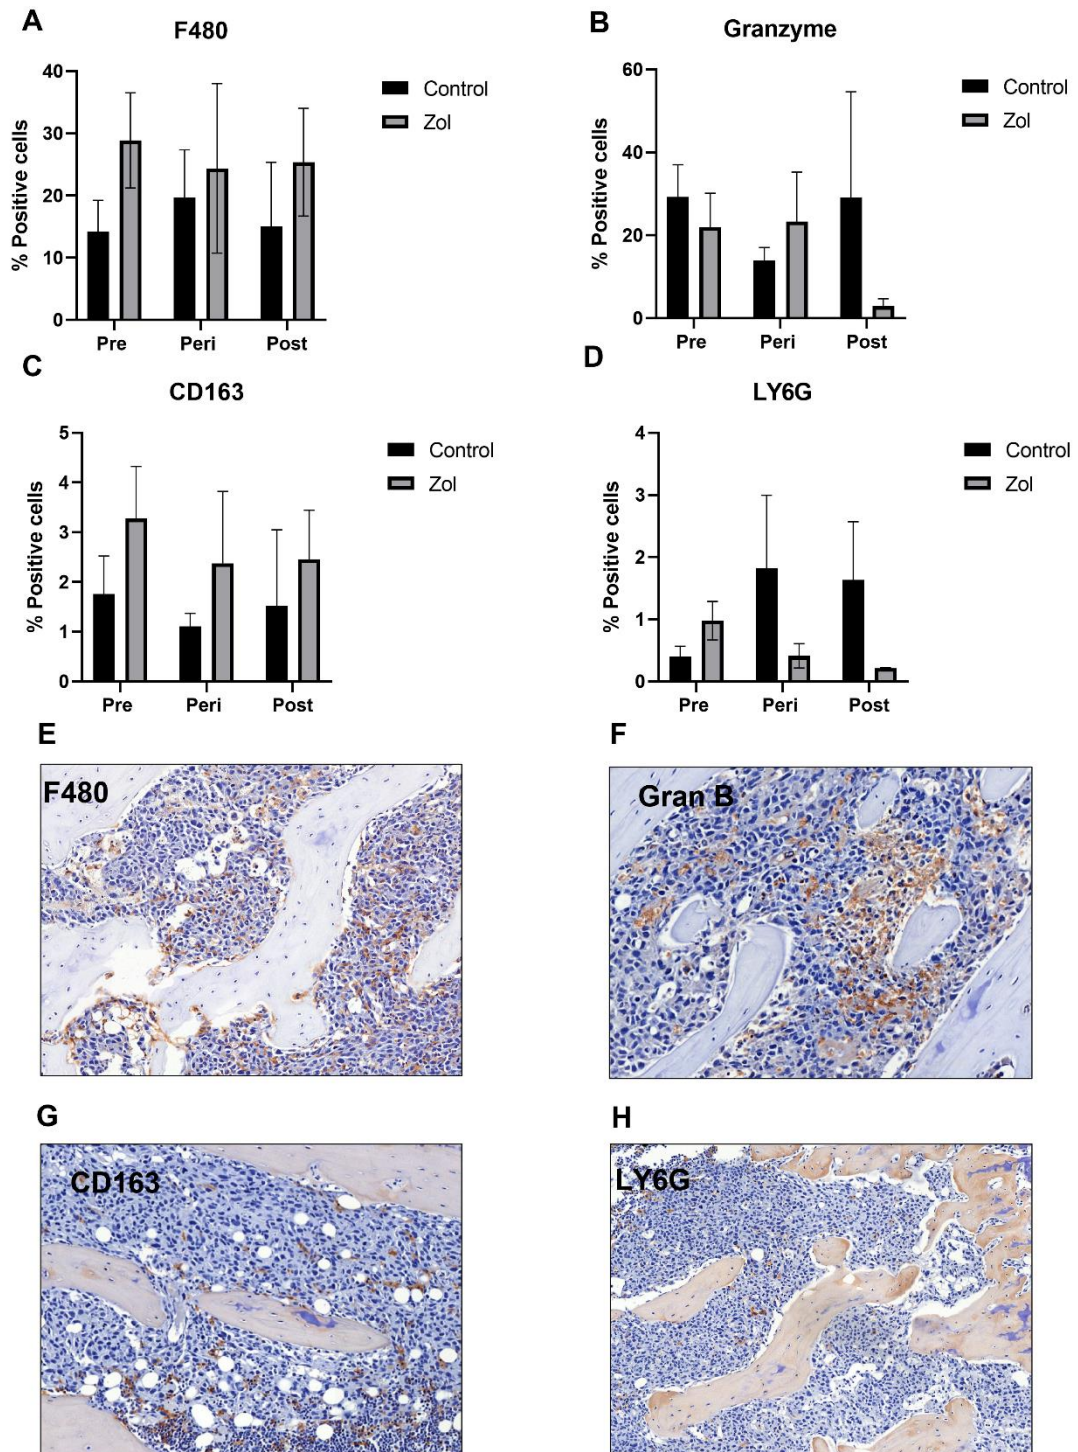 A
F480
% Positive cells
40
30
20
10
0
Pre Peri Post
Control
Zol
B
Granzyme
% Positive cells
60
40
20
0
Pre Peri Post
Control
Zol
C
CD163
% Positive cells
5
4
3
2
1
0
Pre Peri Post
Control
Zol
D
LY6G
% Positive cells
4
3
2
1
0
Pre Peri Post
Control
Zol
E
F480
F
Gran B
G
CD163
H
LY6G